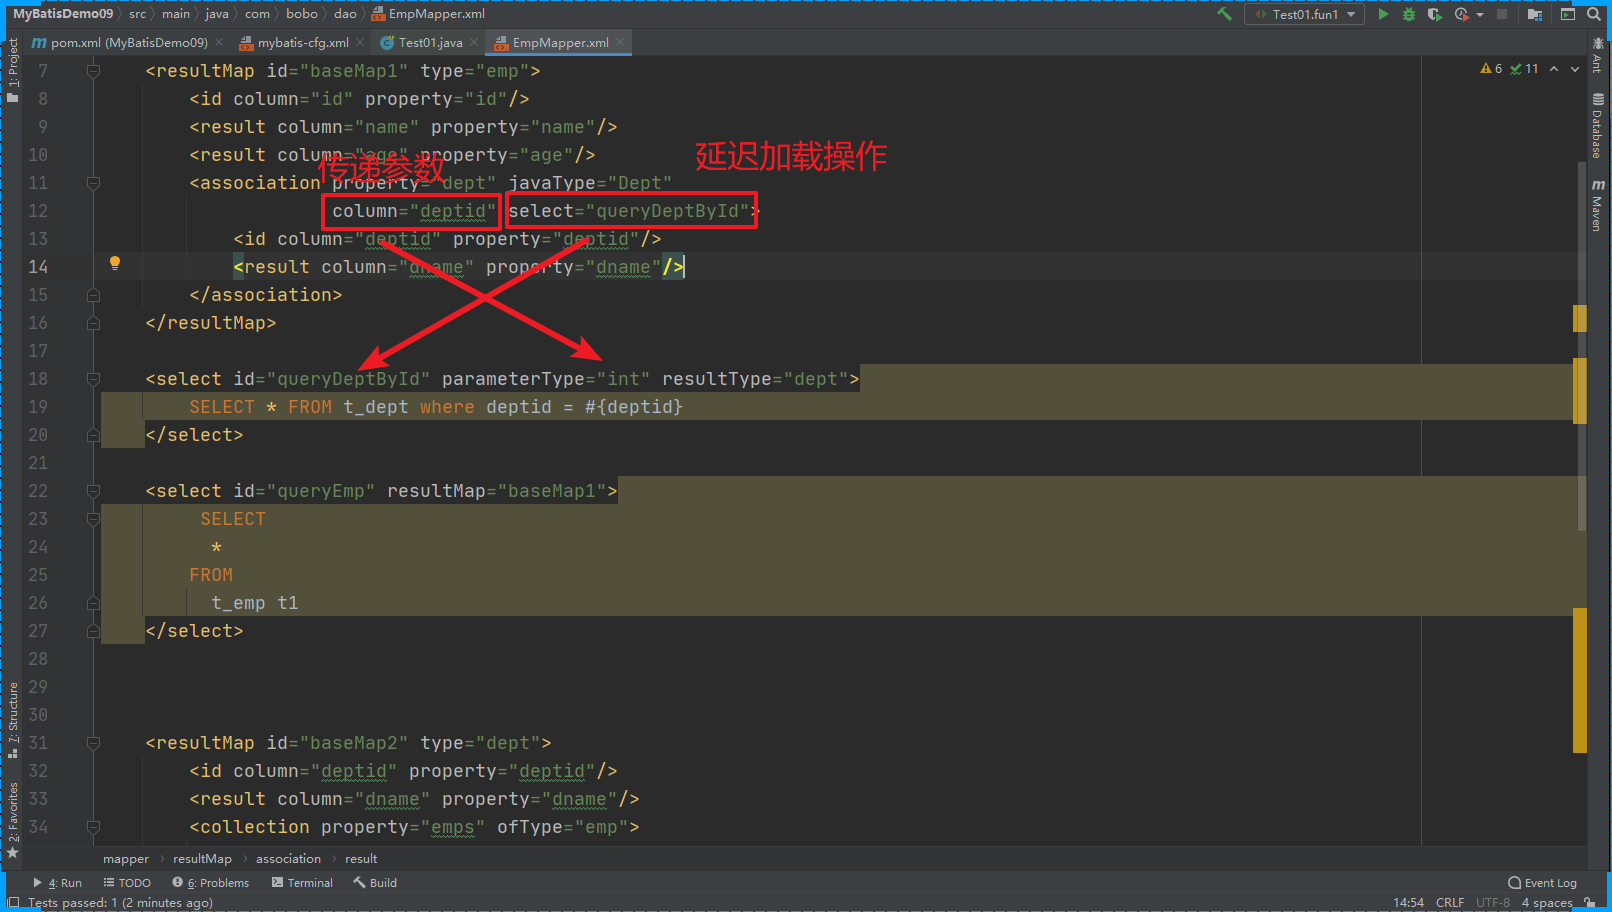 MyBatisDemo09 〉 src 〉 main 〉 java 〉 com 〉 bobo 〉 dao 〉 EmpMapper.xml
Test01.fun1
pom.xml (MyBatisDemo09) × mybatis-cfg.xml × Test01.java × EmpMapper.xml ×
6 11
1: Project
7 <resultMap id="baseMap1" type="emp">
8 <id column="id" property="id"/>
9 <result column="name" property="name"/>
10 <result column="age" property="age"/>
传递参数
延迟加载操作
11 <association property="dept" javaType="Dept"
12 column="deptid" select="queryDeptById">
13 <id column="deptid" property="deptid"/>
14 <result column="dname" property="dname"/>
15 </association>
16 </resultMap>
17
18 <select id="queryDeptById" parameterType="int" resultType="dept">
19 SELECT * FROM t_dept where deptid = #{deptid}
20 </select>
21
22 <select id="queryEmp" resultMap="baseMap1">
23 SELECT
24 *
25 FROM
26 t_emp t1
27 </select>
28
29
30
31 <resultMap id="baseMap2" type="dept">
32 <id column="deptid" property="deptid"/>
33 <result column="dname" property="dname"/>
34 <collection property="emps" ofType="emp">
7: Structure
2: Favorites
Ant
Database
m
Maven
mapper 〉 resultMap 〉 association 〉 result
4: Run TODO 6: Problems Terminal Build Event Log
Tests passed: 1 (2 minutes ago) 14:54 CRLF UTF-8 4 spaces